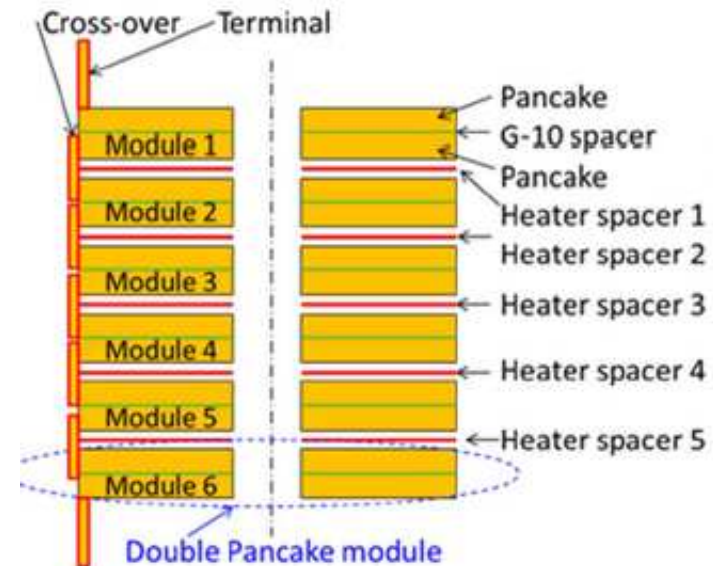 Cross-over Terminal
Pancake
G-10 spacer
Module 1
Pancake
Heater spacer 1
Module 2
Heater spacer 2
Module 3
Heater spacer 3
Module 4
Heater spacer 4
Module 5
Heater spacer 5
Module 6
Double Pancake module